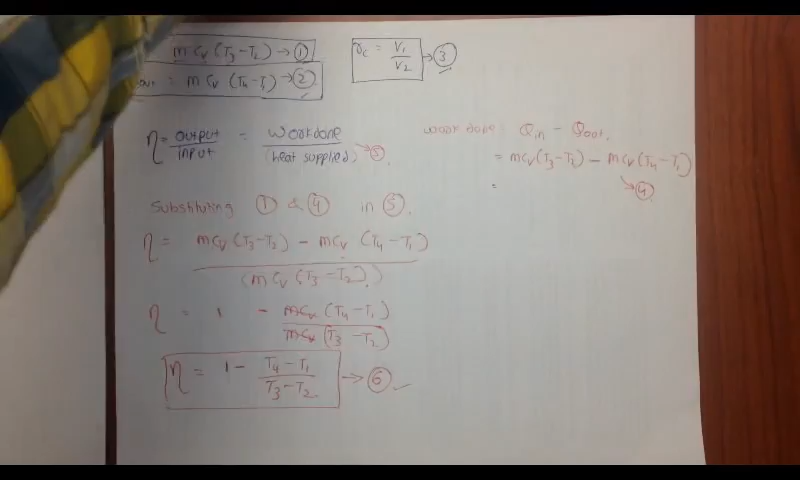 mCv (T3-T2) → ①
out = mCv (T4-T1) → ②
rc = V1/V2 → ③
η = output/input = Workdone/(heat supplied) → ⑤
work done = Qin - Qout.
= mCv(T3-T2) - mCv(T4-T1)
→ ④
=
Substituting ① & ④ in ⑤.
η = mCv (T3-T2) - mCv (T4-T1) / (mCv (T3-T2))
η = 1 - mCv (T4-T1) / mCv (T3-T2)
η = 1 - T4-T1 / T3-T2 → ⑥